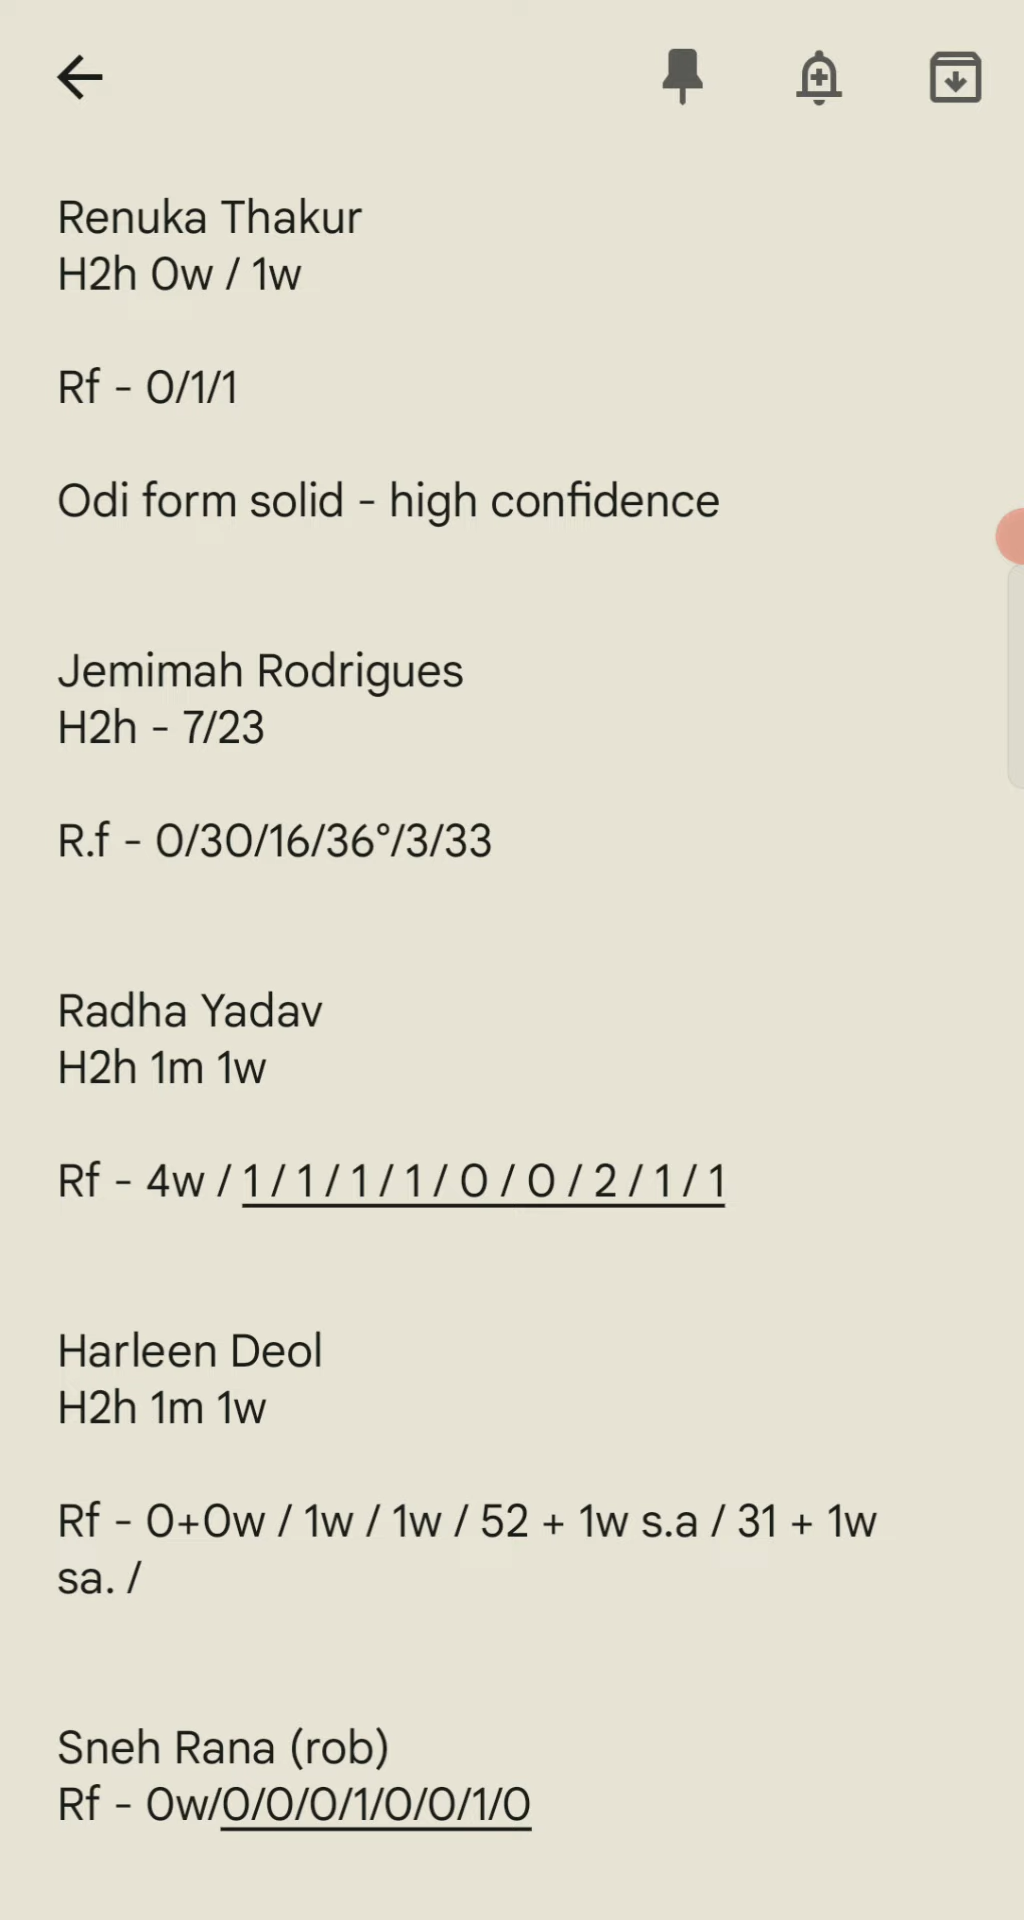 Renuka Thakur
H2h 0w / 1w
Rf - 0/1/1
Odi form solid - high confidence
Jemimah Rodrigues
H2h - 7/23
R.f - 0/30/16/36°/3/33
Radha Yadav
H2h 1m 1w
Rf - 4w / 1 / 1 / 1 / 1 / 0 / 0 / 2 / 1 / 1
Harleen Deol
H2h 1m 1w
Rf - 0+0w / 1w / 1w / 52 + 1w s.a / 31 + 1w
sa. /
Sneh Rana (rob)
Rf - 0w/0/0/0/1/0/0/1/0